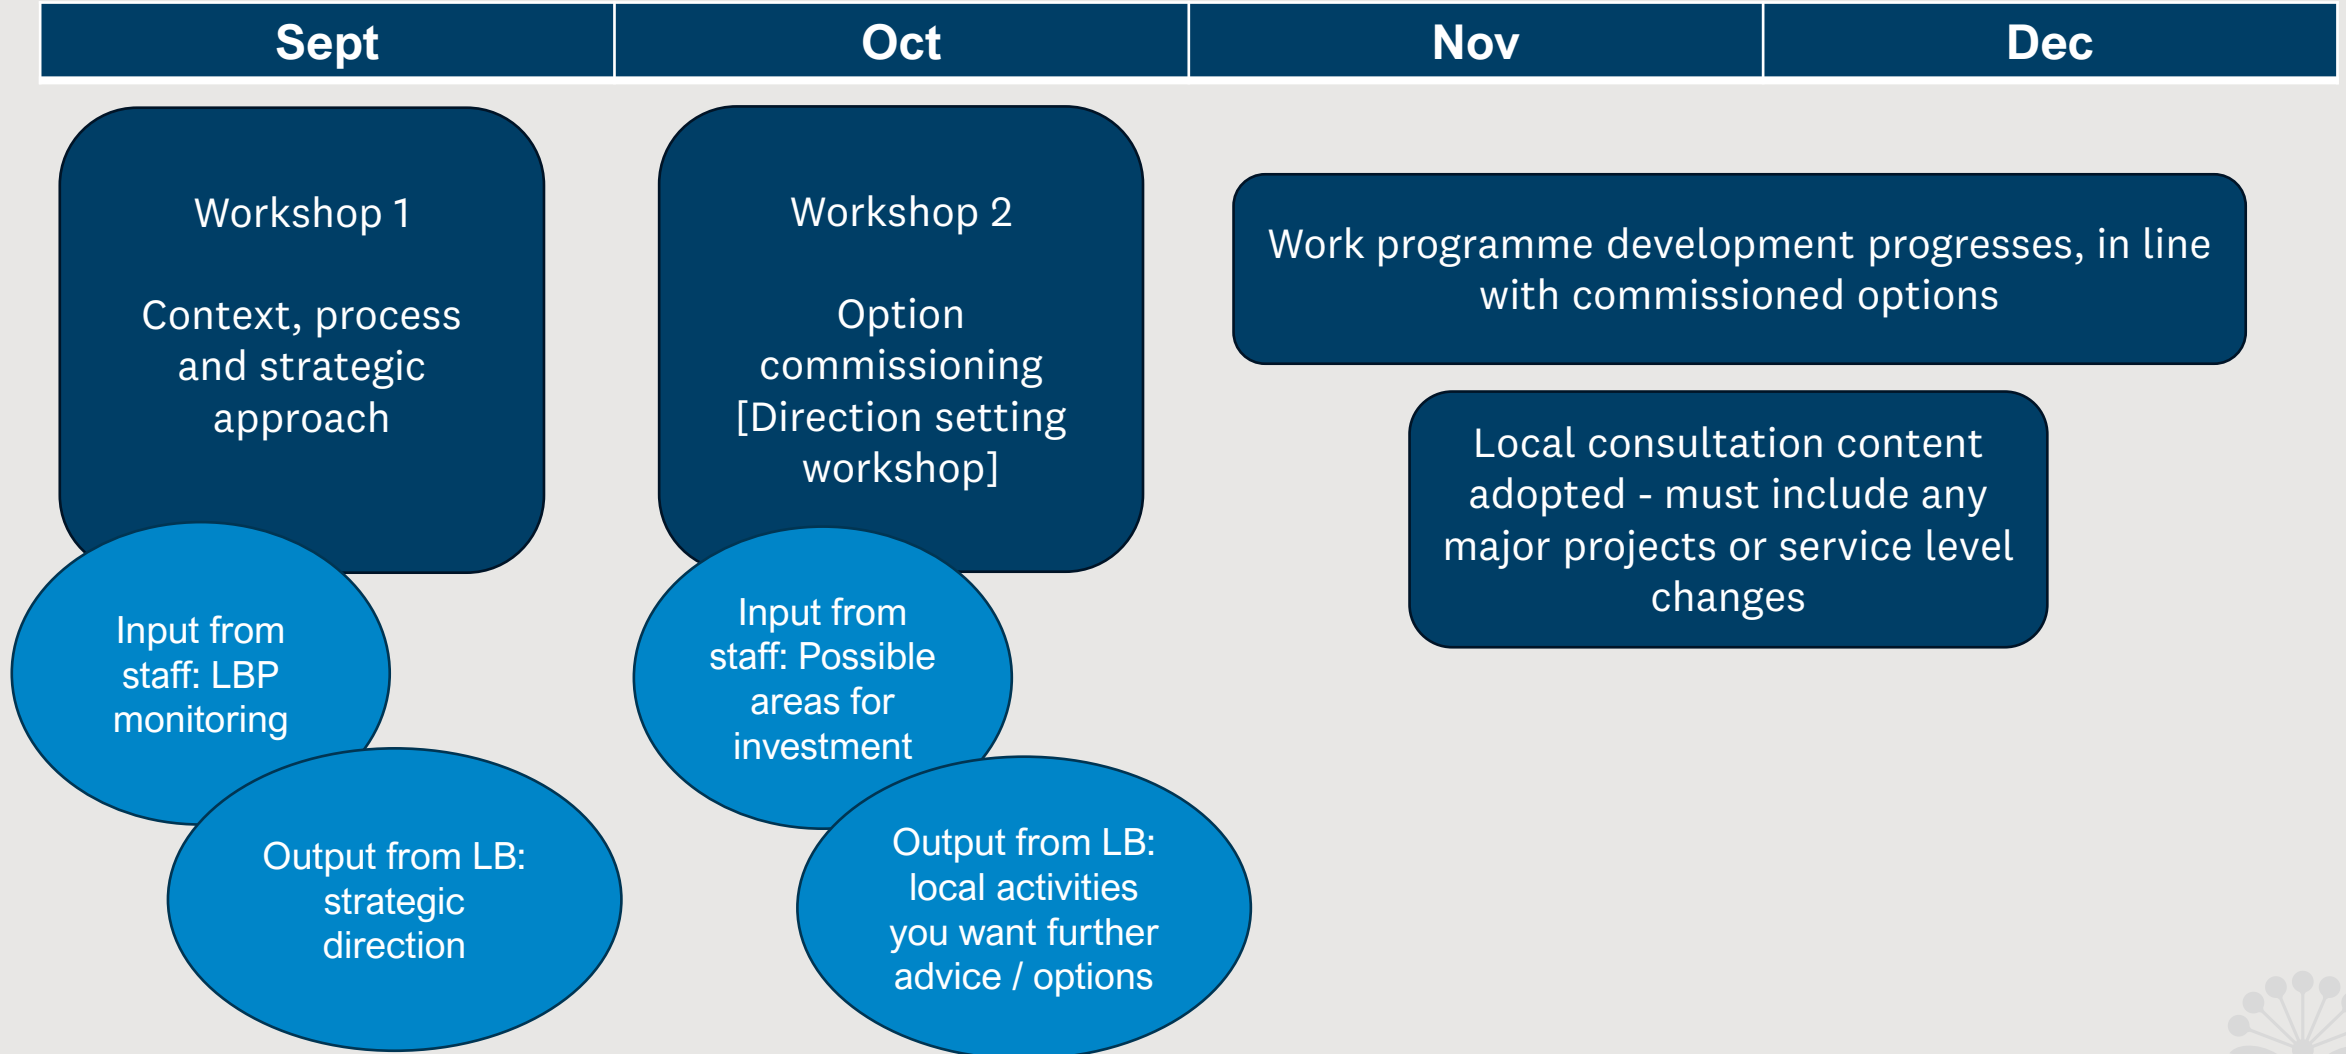 Sept
Oct
Nov
Dec
Workshop 1
Context, process
and strategic
approach
Input from
staff: LBP
monitoring
Output from LB:
strategic
direction
Workshop 2
Option
commissioning
[Direction setting
workshop]
Input from
staff: Possible
areas for
investment
Output from LB:
local activities
you want further
advice / options
Work programme development progresses, in line
with commissioned options
Local consultation content
adopted - must include any
major projects or service level
changes